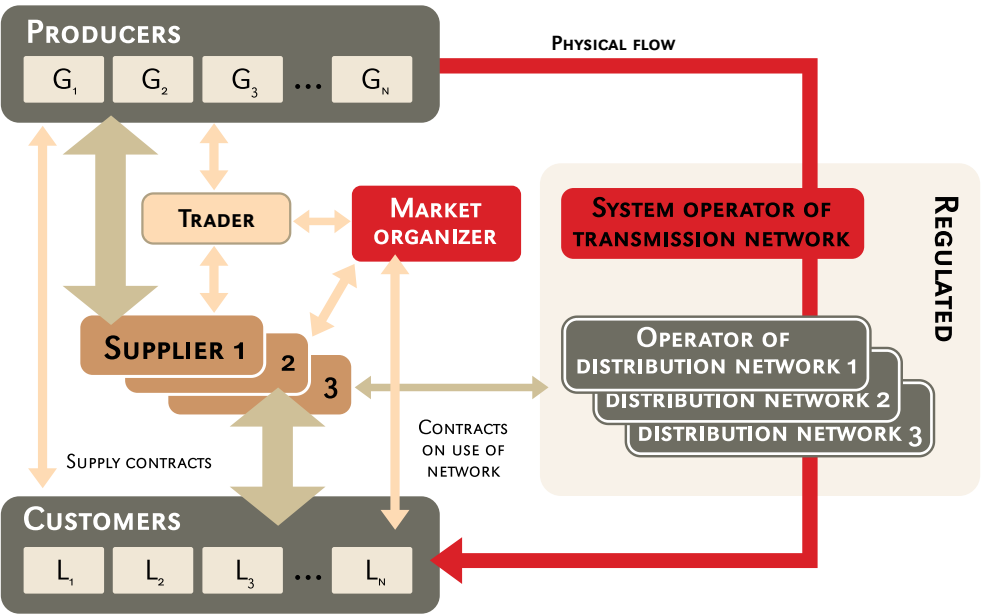 Producers
G1 G2 G3 ... GN
Physical flow
Trader
Market
organizer
System operator of
transmission network
Regulated
Supplier 1
2
3
Operator of
distribution network 1
distribution network 2
distribution network 3
Contracts
on use of
network
Supply contracts
Customers
L1 L2 L3 ... LN